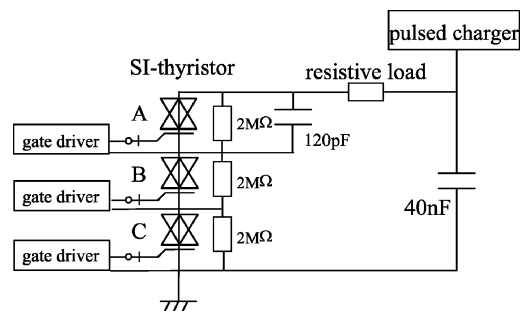 pulsed charger
SI-thyristor
resistive load
A
2MΩ
120pF
gate driver
B
2MΩ
gate driver
40nF
C
2MΩ
gate driver